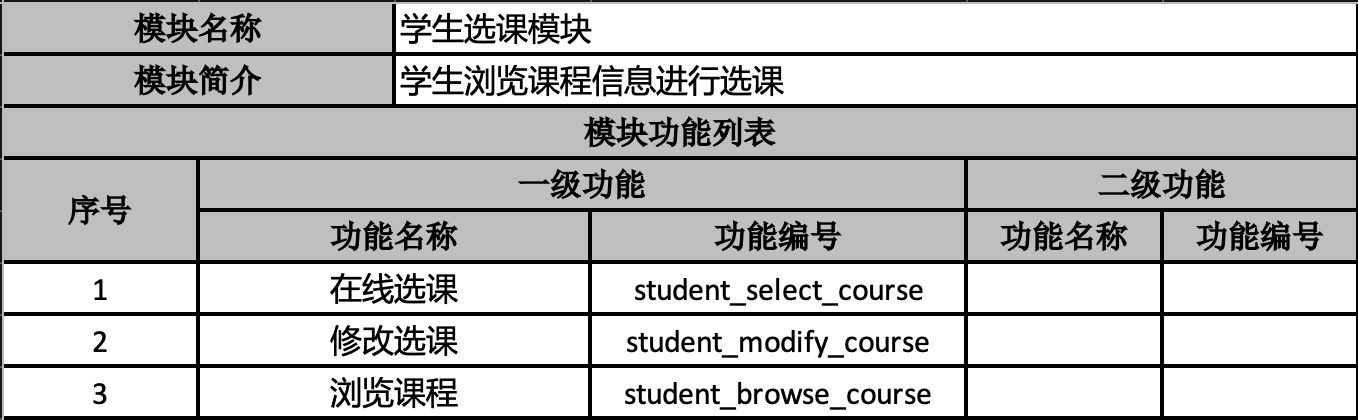 模块名称 学生选课模块
模块简介 学生浏览课程信息进行选课
模块功能列表
序号 一级功能 二级功能
功能名称 功能编号 功能名称 功能编号
1 在线选课 student_select_course
2 修改选课 student_modify_course
3 浏览课程 student_browse_course